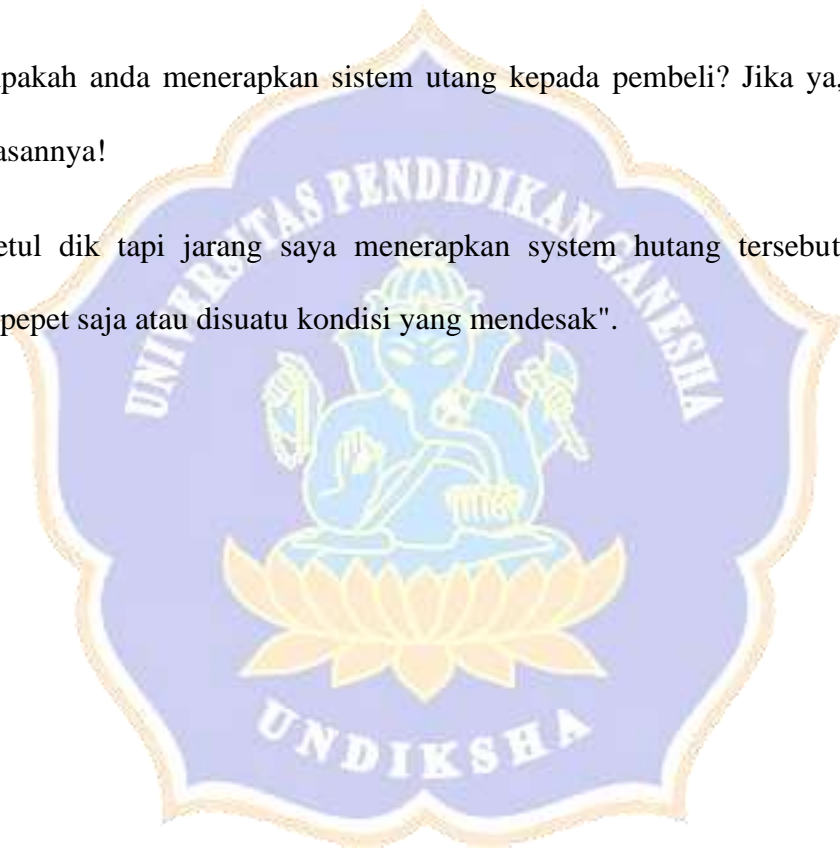 pakah anda menerapkan sistem utang kepada pembeli? Jika ya,
asannya!
etul dik tapi jarang saya menerapkan system hutang tersebut
pepet saja atau disuatu kondisi yang mendesak".
UNIVERSITAS PENDIDIKAN GANESHA
UNDIKSHA